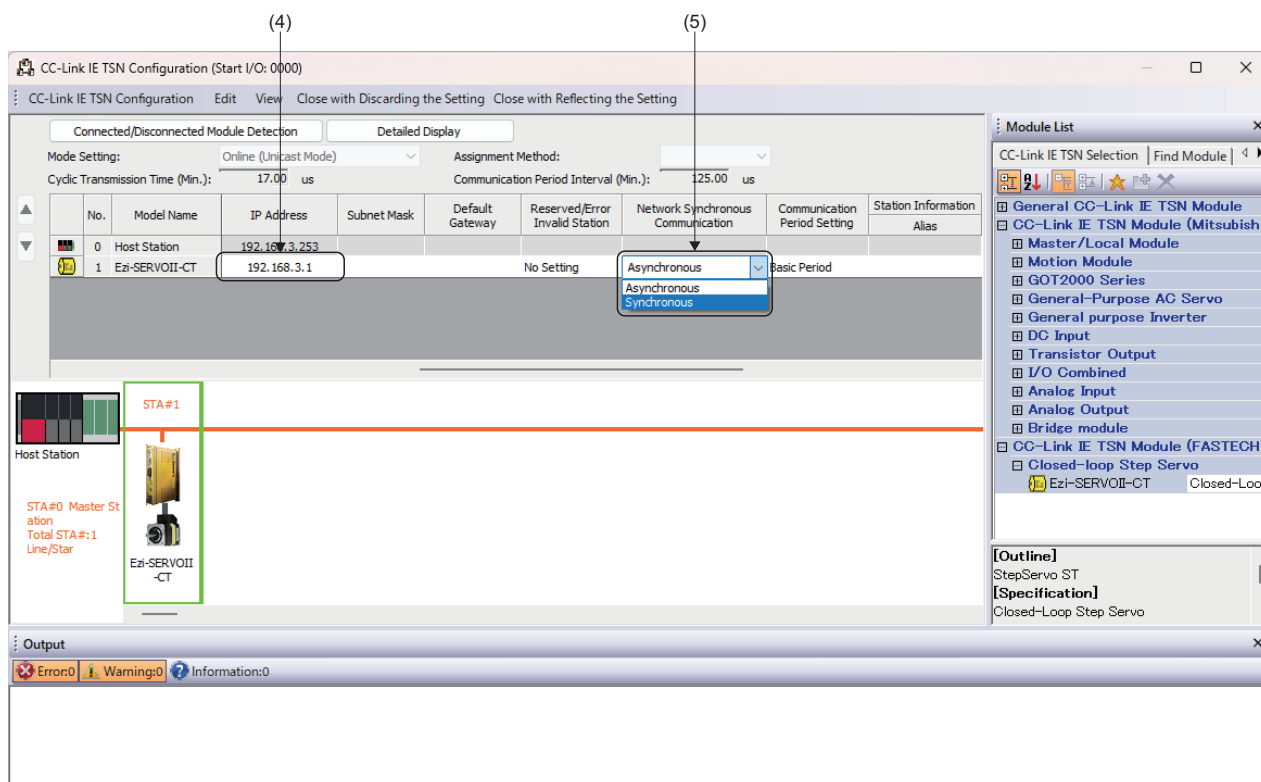 (4) (5)
CC-Link IE TSN Configuration (Start I/O: 0000)
CC-Link IE TSN Configuration Edit View Close with Discarding the Setting Close with Reflecting the Setting
Connected/Disconnected Module Detection Detailed Display
Mode Setting: Online (Unicast Mode) Assignment Method:
Cyclic Transmission Time (Min.): 17.00 us Communication Period Interval (Min.): 125.00 us
No. Model Name IP Address Subnet Mask Default Gateway Reserved/Error Invalid Station Network Synchronous Communication Communication Period Setting Station Information Alias
0 Host Station 192.168.3.253
1 Ezi-SERVOII-CT 192.168.3.1 No Setting Asynchronous Basic Period
Asynchronous
Synchronous
STA#1
Host Station
STA#0 Master St
ation
Total STA#:1
Line/Star
Ezi-SERVOII
-CT
Module List
CC-Link IE TSN Selection Find Module
General CC-Link IE TSN Module
CC-Link IE TSN Module (Mitsubish
Master/Local Module
Motion Module
GOT2000 Series
General-Purpose AC Servo
General purpose Inverter
DC Input
Transistor Output
I/O Combined
Analog Input
Analog Output
Bridge module
CC-Link IE TSN Module (FASTECH
Closed-loop Step Servo
Ezi-SERVOII-CT Closed-Loo
[Outline]
StepServo ST
[Specification]
Closed-Loop Step Servo
Output
Error:0 Warning:0 Information:0